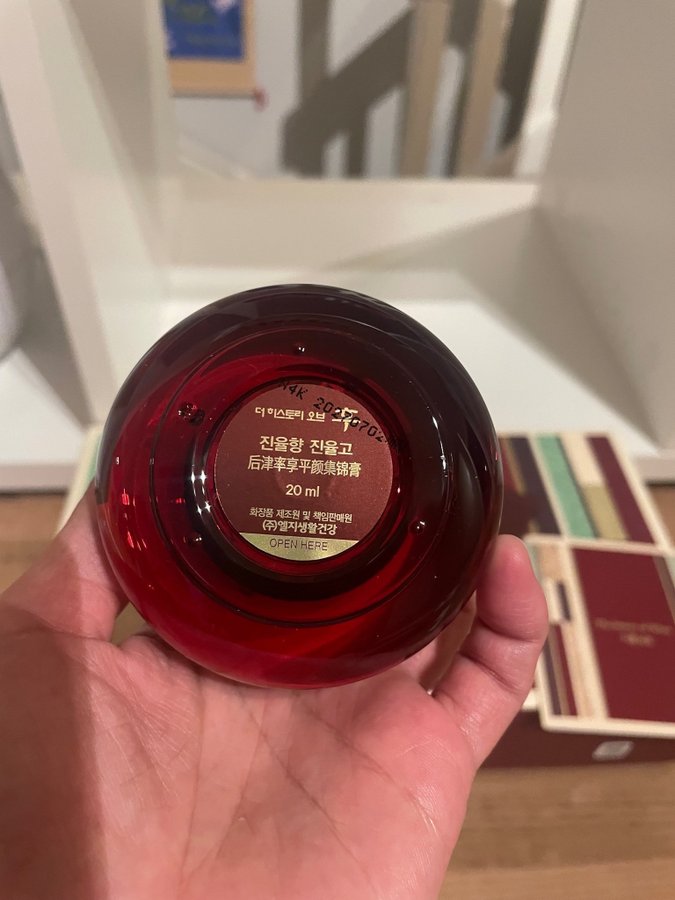 더 히스토리 오브 후
진율향 진율고
后津率享平颜集锦膏
20 ml
화장품 제조원 및 책임판매원
(주)엘지생활건강
OPEN HERE